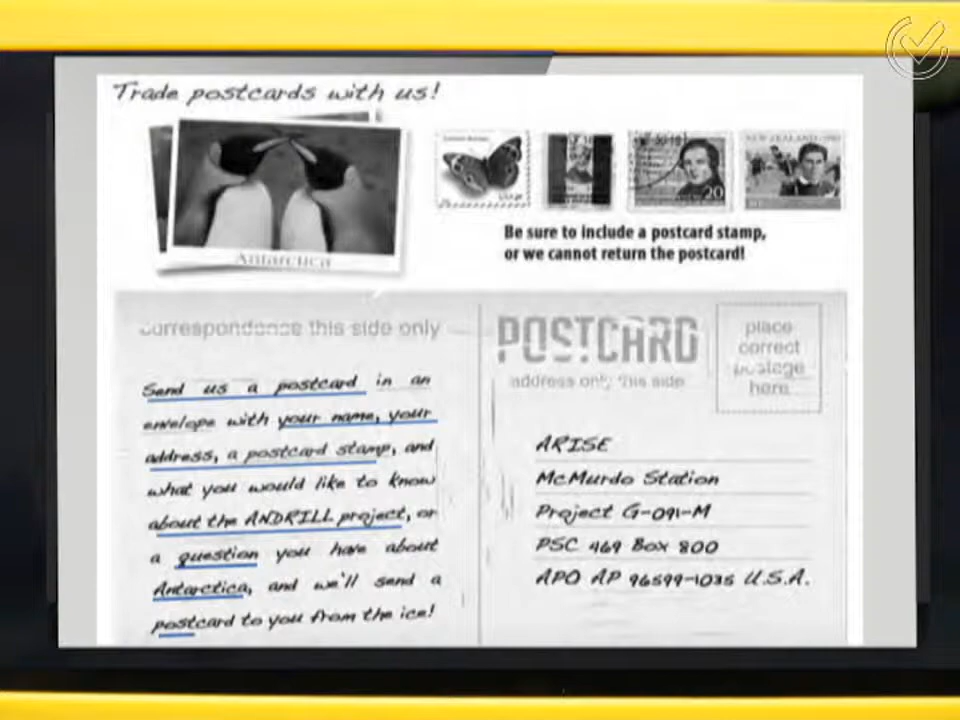 Trade postcards with us!
Antarctica
20
NEW ZEALAND
Be sure to include a postcard stamp,
or we cannot return the postcard!
correspondence this side only
Send us a postcard in an
envelope with your name, your
address, a postcard stamp, and
what you would like to know
about the ANDRILL project, or
a question you have about
Antarctica, and we'll send a
postcard to you from the ice!
POSTCARD
address only this side
place
correct
postage
here
ARISE
McMurdo Station
Project G-091-M
PSC 469 Box 800
APO AP 96599-1035 U.S.A.